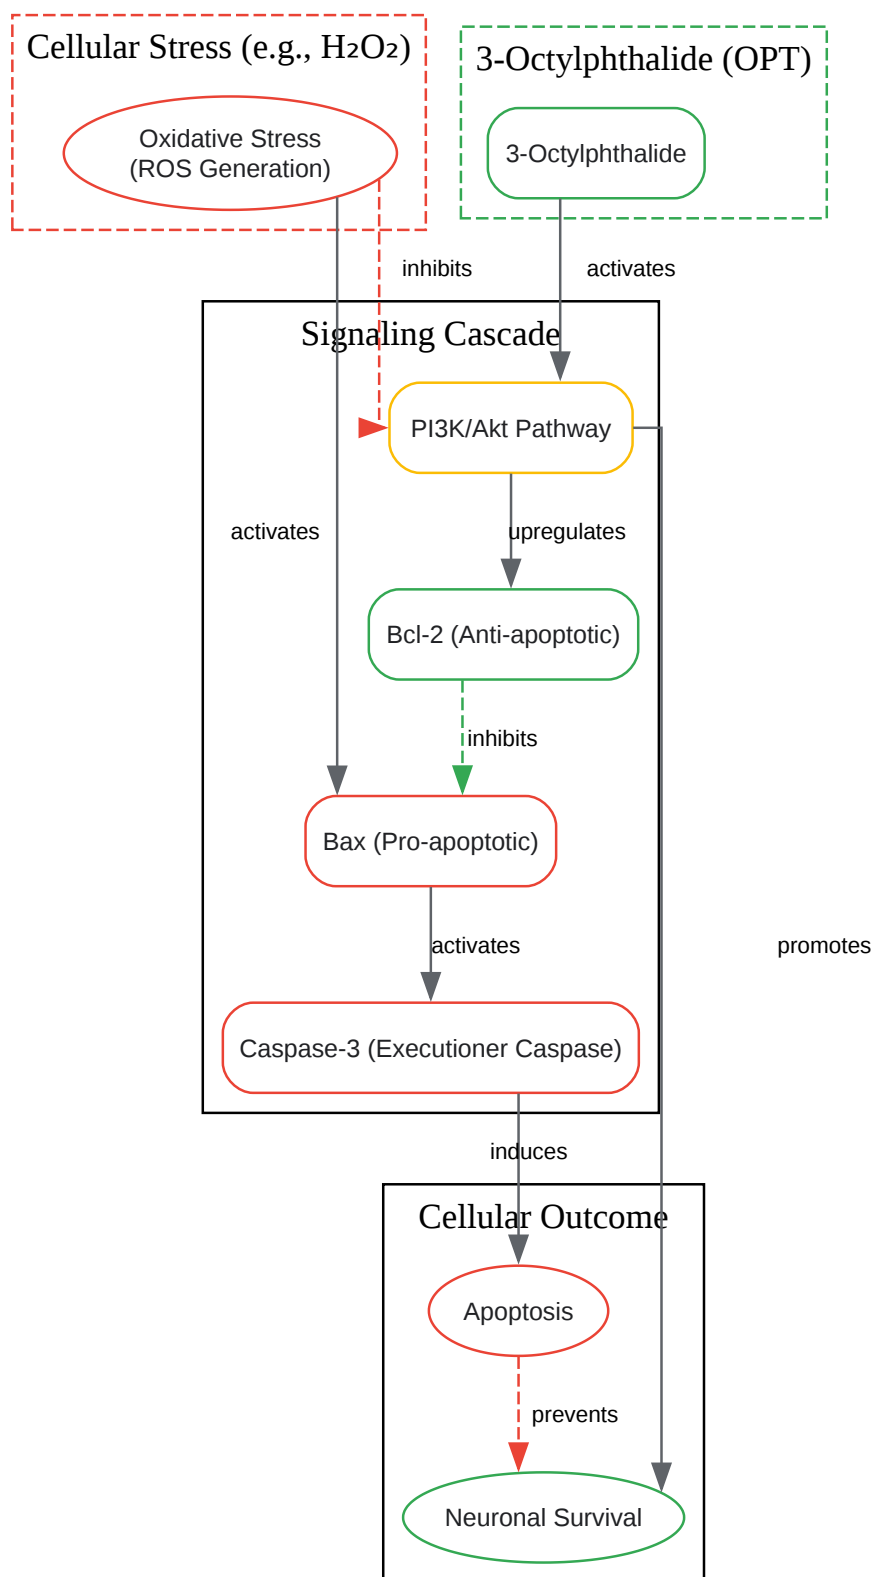 Cellular Stress (e.g., H₂O₂)
3-Octylphthalide (OPT)
Oxidative Stress
(ROS Generation)
3-Octylphthalide
inhibits
activates
Signaling Cascade
PI3K/Akt Pathway
activates
upregulates
Bcl-2 (Anti-apoptotic)
inhibits
Bax (Pro-apoptotic)
activates
promotes
Caspase-3 (Executioner Caspase)
induces
Cellular Outcome
Apoptosis
prevents
Neuronal Survival